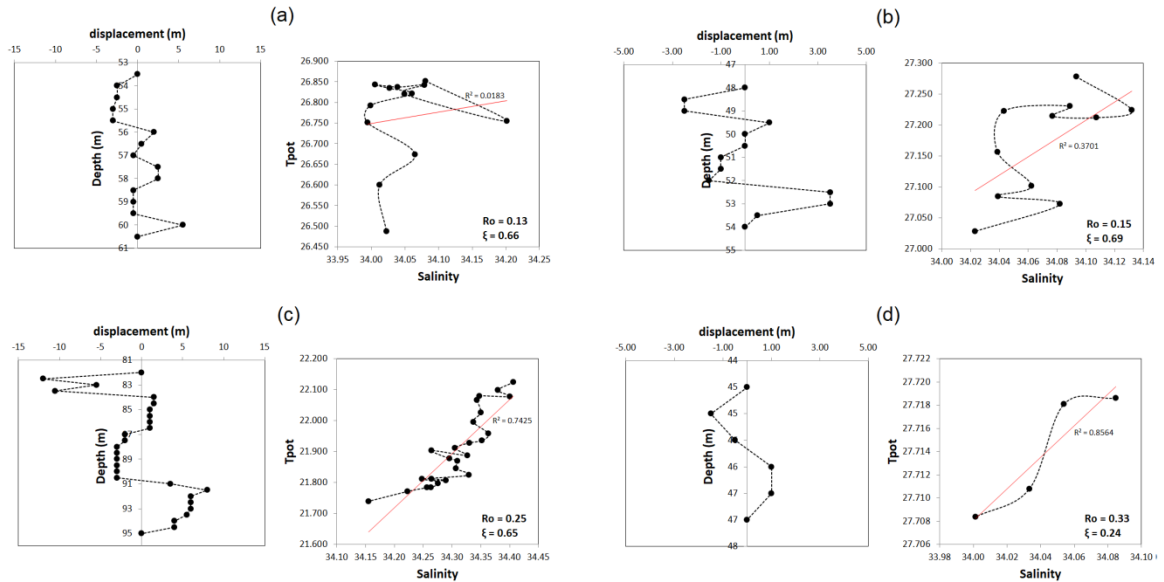 (a)
displacement (m)
-15 -10 -5 0 5 10 15
53
54
55
56
57
58
59
60
61
Depth (m)
26.900
26.850
26.800
26.750
26.700
26.650
26.600
26.550
26.500
26.450
Tpot
R² = 0.0183
Ro = 0.13
ξ = 0.66
33.95 34.00 34.05 34.10 34.15 34.20 34.25
Salinity
(b)
displacement (m)
-5.00 -3.00 -1.00 1.00 3.00 5.00
47
48
49
50
51
52
53
54
55
Depth (m)
27.300
27.250
27.200
27.150
27.100
27.050
27.000
Tpot
R² = 0.3701
Ro = 0.15
ξ = 0.69
34.00 34.02 34.04 34.06 34.08 34.10 34.12 34.14
Salinity
(c)
displacement (m)
-15 -10 -5 0 5 10 15
81
83
85
87
89
91
93
95
Depth (m)
22.200
22.100
22.000
21.900
21.800
21.700
21.600
Tpot
R² = 0.7425
Ro = 0.25
ξ = 0.65
34.10 34.15 34.20 34.25 34.30 34.35 34.40 34.45
Salinity
(d)
displacement (m)
-5.00 -3.00 -1.00 1.00 3.00 5.00
44
45
45
46
46
47
47
48
Depth (m)
27.722
27.720
27.718
27.716
27.714
27.712
27.710
27.708
27.706
Tpot
R² = 0.8564
Ro = 0.33
ξ = 0.24
33.98 34.00 34.02 34.04 34.06 34.08 34.10
Salinity